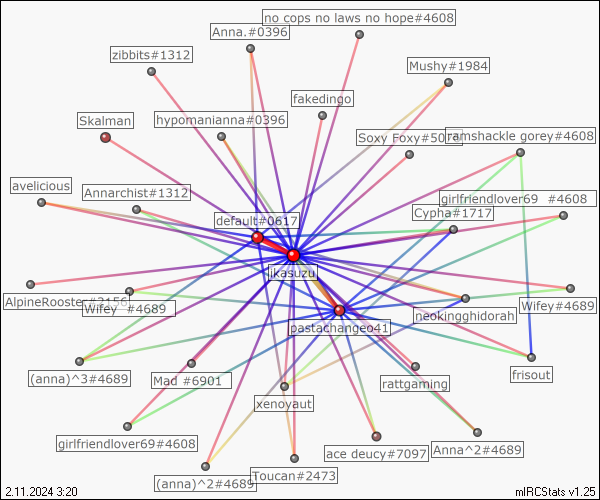 no cops no laws no hope#4608
Anna.#0396
zibbits#1312
Mushy#1984
fakedingo
Skalman
hypomanianna#0396
Soxy Foxy#50
ramshackle gorey#4608
avelicious
Annarchist#1312
girlfriendlover69 #4608
default#0617
Cypha#1717
ikasuzu
AlpineRooster#2156
Wifey #4689
pastachangeo41
neokingghidorah
Wifey#4689
(anna)^3#4689
Mad #6901
rattgaming
frisout
xenoyaut
girlfriendlover69#4608
ace deucy#7097
Anna^2#4689
(anna)^2#4689
Toucan#2473
2.11.2024 3:20
mIRCStats v1.25